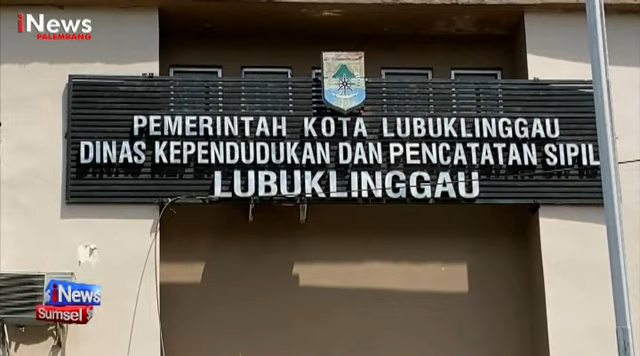 iNews
PALEMBANG
PEMERINTAH KOTA LUBUKLINGGAU
DINAS KEPENDUDUKAN DAN PENCATATAN SIPIL
LUBUKLINGGAU
iNews
Sumsel